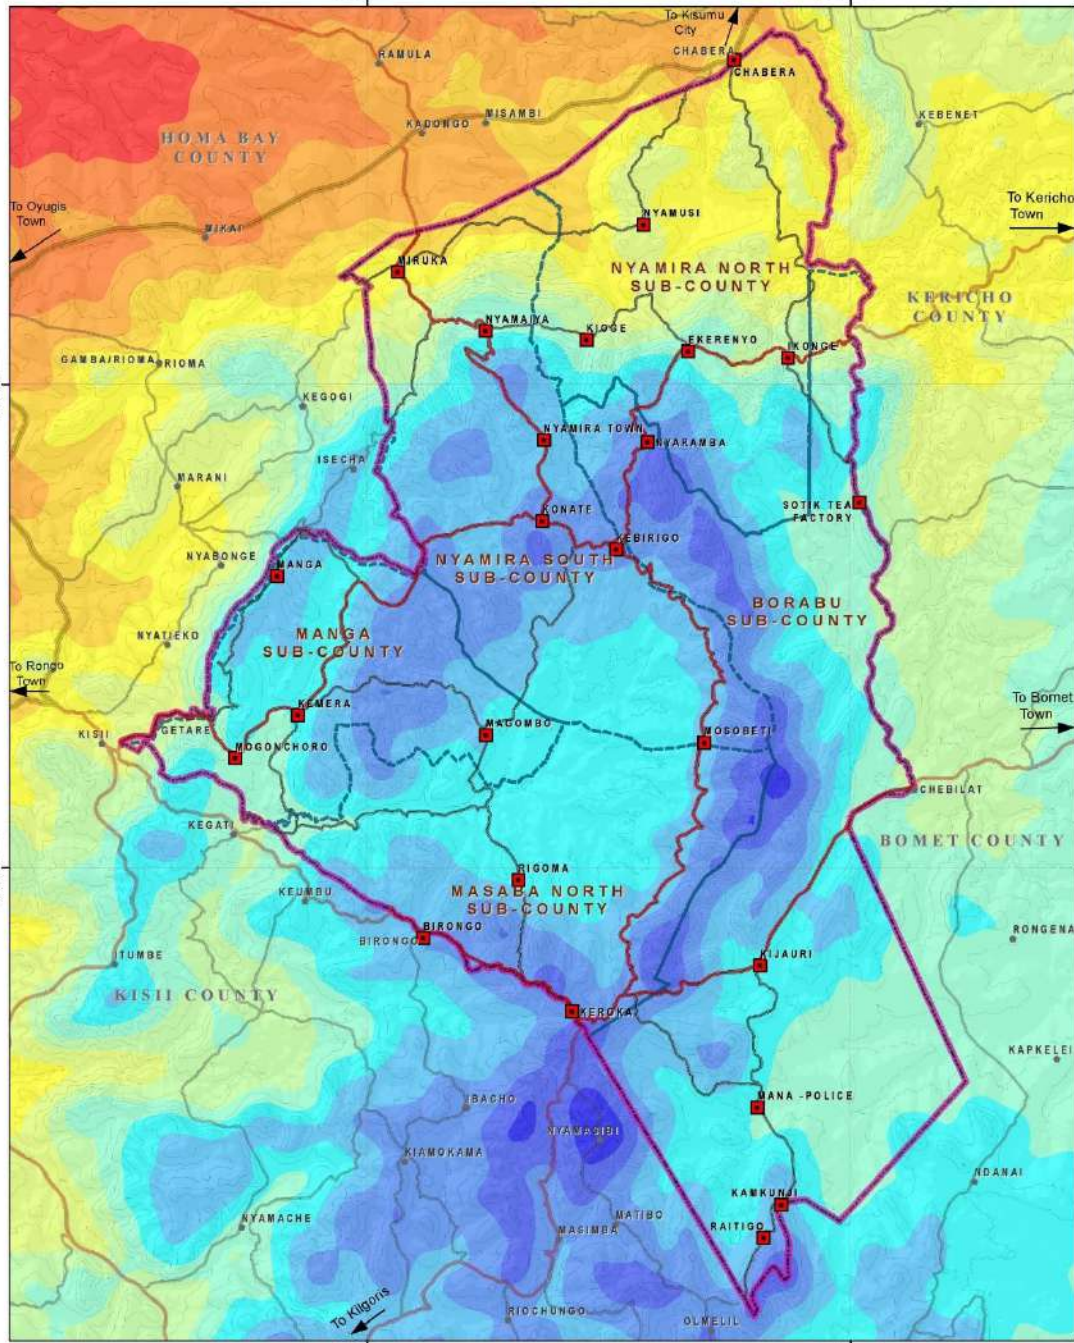 To Kisumu
City
RAMULA
CHABERA
CHABERA
MISAMBI
KADONGO
KEBENET
HOMA BAY
COUNTY
To Oyugis
Town
MIKAI
NYAMUSI
To Kericho
Town
MIRUKA
NYAMIRA NORTH
SUB-COUNTY
KERICHO
COUNTY
NYAMAIYA
KIOGE
EKERENYO
IKONGE
GAMBA/RIOMA
RIOMA
KEGOGI
NYAMIRA TOWN
NYARAMBA
ISECHA
MARANI
SOTIK TEA
FACTORY
KONATE
KEBIRIGO
NYABONGE
MANGA
NYAMIRA SOUTH
SUB-COUNTY
BORABU
SUB-COUNTY
NYATIEKO
MANGA
SUB-COUNTY
To Rongo
Town
KEMERA
To Bomet
Town
KISII
GETARE
MAGOMBO
MOSOBETI
MOGONCHORO
CHEBILAT
KEGATI
BOMET COUNTY
RIGOMA
KEUMBU
MASABA NORTH
SUB-COUNTY
BIRONGO
BIRONGO
RONGENA
ITUMBE
KIJAURI
KISII COUNTY
KEROKA
KAPKELEI
IBACHO
MANA -POLICE
NYAMASIBI
KIAMOKAMA
NDANAI
KAMKUNJI
NYAMACHE
MATIBO
MASIMBA
RAITIGO
To Kilgoris
RIOCHUNGO
OLMELIL